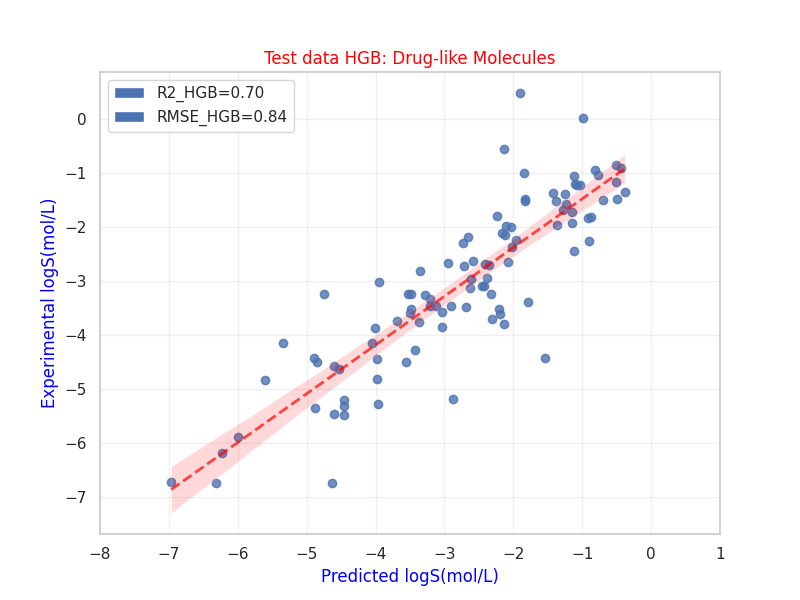 Test data HGB: Drug-like Molecules
R2_HGB=0.70
RMSE_HGB=0.84
0
−1
−2
−3
−4
−5
−6
−7
Experimental logS(mol/L)
−8 −7 −6 −5 −4 −3 −2 −1 0 1
Predicted logS(mol/L)